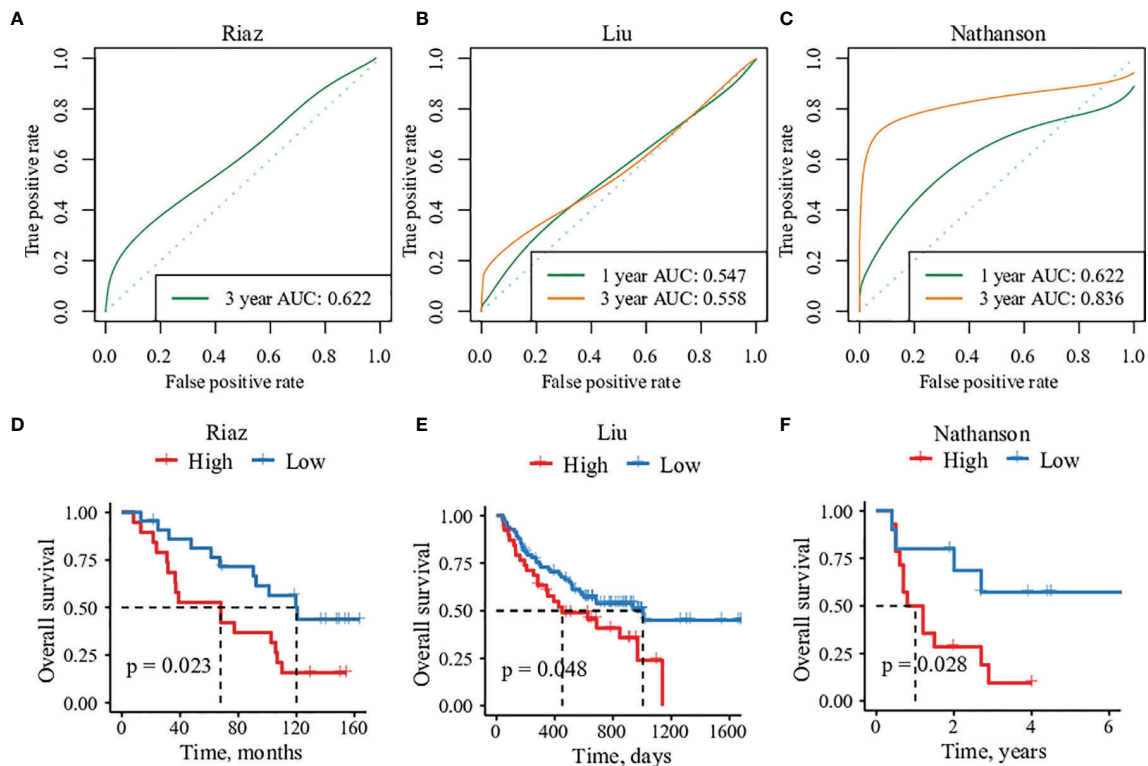 A
Riaz
True positive rate
1.0
0.8
0.6
0.4
0.2
0.0
3 year AUC: 0.622
0.0 0.2 0.4 0.6 0.8 1.0
False positive rate
B
Liu
True positive rate
1.0
0.8
0.6
0.4
0.2
0.0
1 year AUC: 0.547
3 year AUC: 0.558
0.0 0.2 0.4 0.6 0.8 1.0
False positive rate
C
Nathanson
True positive rate
1.0
0.8
0.6
0.4
0.2
0.0
1 year AUC: 0.622
3 year AUC: 0.836
0.0 0.2 0.4 0.6 0.8 1.0
False positive rate
D
Riaz
High Low
Overall survival
1.00
0.75
0.50
0.25
0.00
p = 0.023
0 40 80 120 160
Time, months
E
Liu
High Low
Overall survival
1.00
0.75
0.50
0.25
0.00
p = 0.048
0 400 800 1200 1600
Time, days
F
Nathanson
High Low
Overall survival
1.00
0.75
0.50
0.25
0.00
p = 0.028
0 2 4 6
Time, years